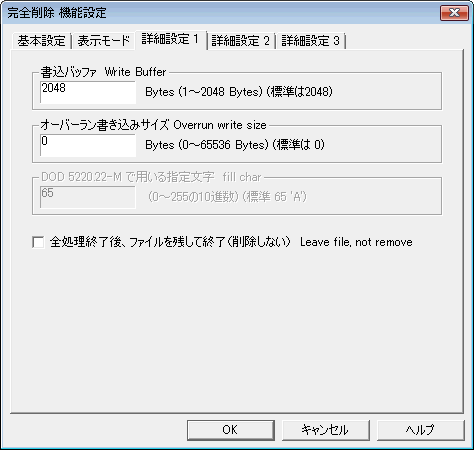 完全削除 機能設定
基本設定 表示モード 詳細設定 1 詳細設定 2 詳細設定 3
書込バッファ Write Buffer
2048 Bytes (1～2048 Bytes) (標準は2048)
オーバーラン書き込みサイズ Overrun write size
0 Bytes (0～65536 Bytes) (標準は 0)
DOD 5220.22-M で用いる指定文字 fill char
65 (0～255の10進数) (標準 65 'A')
全処理終了後、ファイルを残して終了(削除しない) Leave file, not remove
OK キャンセル ヘルプ